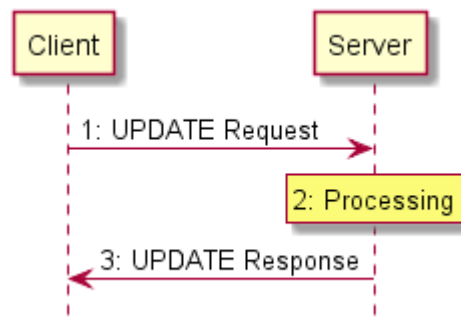 Client
Server
1: UPDATE Request
2: Processing
3: UPDATE Response